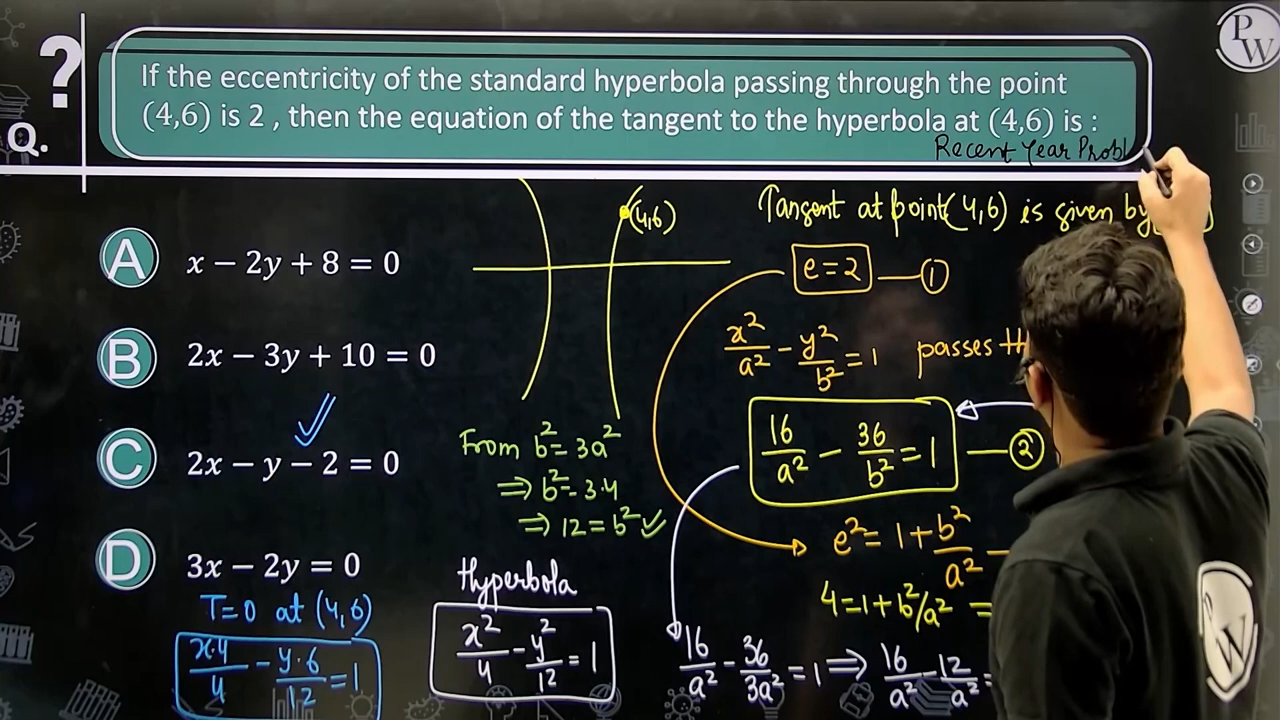 ?
Q.
If the eccentricity of the standard hyperbola passing through the point
(4,6) is 2 , then the equation of the tangent to the hyperbola at (4,6) is :
Recent Year Probl
PW
A x − 2y + 8 = 0
B 2x − 3y + 10 = 0
C 2x − y − 2 = 0
D 3x − 2y = 0
T=0 at (4,6)
x·4/4 − y·6/12 = 1
(4,6)
From b² = 3a²
⇒ b² = 3·4
⇒ 12 = b² ✓
Hyperbola
x²/4 − y²/12 = 1
Tangent at point (4,6) is given by
e=2 — ①
x²/a² − y²/b² = 1 passes
16/a² − 36/b² = 1 — ②
e² = 1 + b²/a²
4 = 1 + b²/a² =
16/a² − 36/3a² = 1 ⇒ 16/a² − 12/a² =